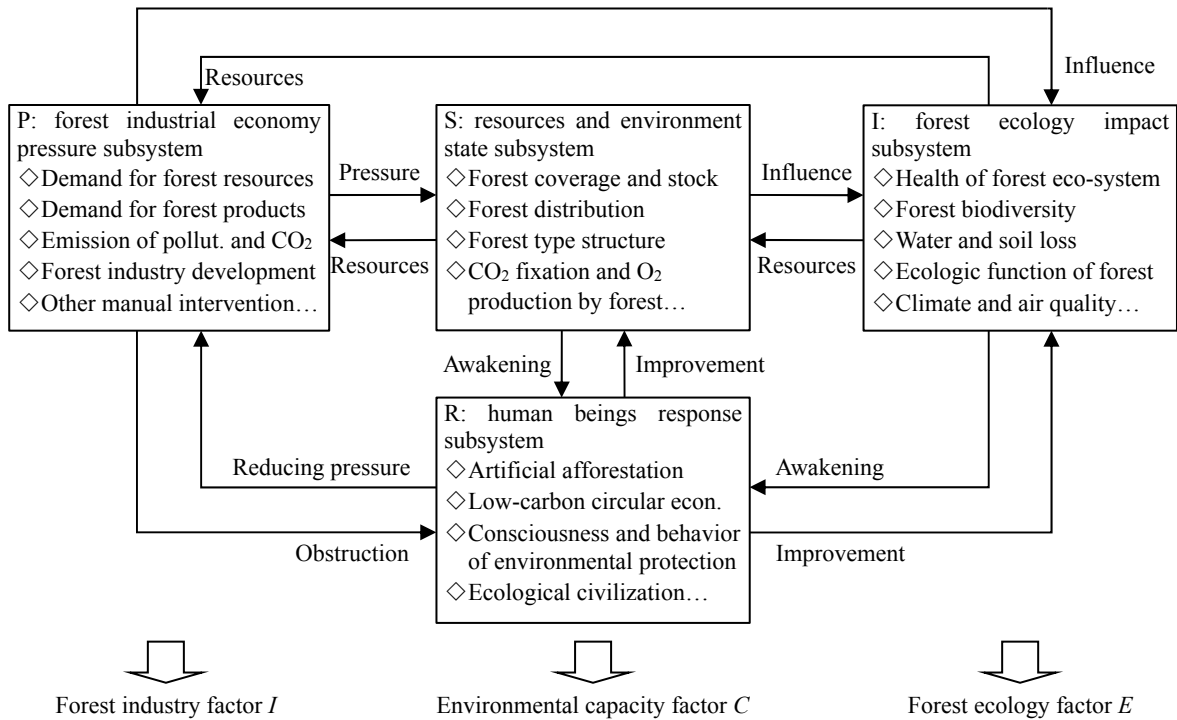 Resources
Influence
P: forest industrial economy
pressure subsystem
◇Demand for forest resources
◇Demand for forest products
◇Emission of pollut. and CO₂
◇Forest industry development
◇Other manual intervention…
Pressure
Resources
S: resources and environment
state subsystem
◇Forest coverage and stock
◇Forest distribution
◇Forest type structure
◇CO₂ fixation and O₂
production by forest…
Influence
Resources
I: forest ecology impact
subsystem
◇Health of forest eco-system
◇Forest biodiversity
◇Water and soil loss
◇Ecologic function of forest
◇Climate and air quality…
Awakening
Improvement
R: human beings response
subsystem
◇Artificial afforestation
◇Low-carbon circular econ.
◇Consciousness and behavior
of environmental protection
◇Ecological civilization…
Reducing pressure
Obstruction
Awakening
Improvement
Forest industry factor I
Environmental capacity factor C
Forest ecology factor E